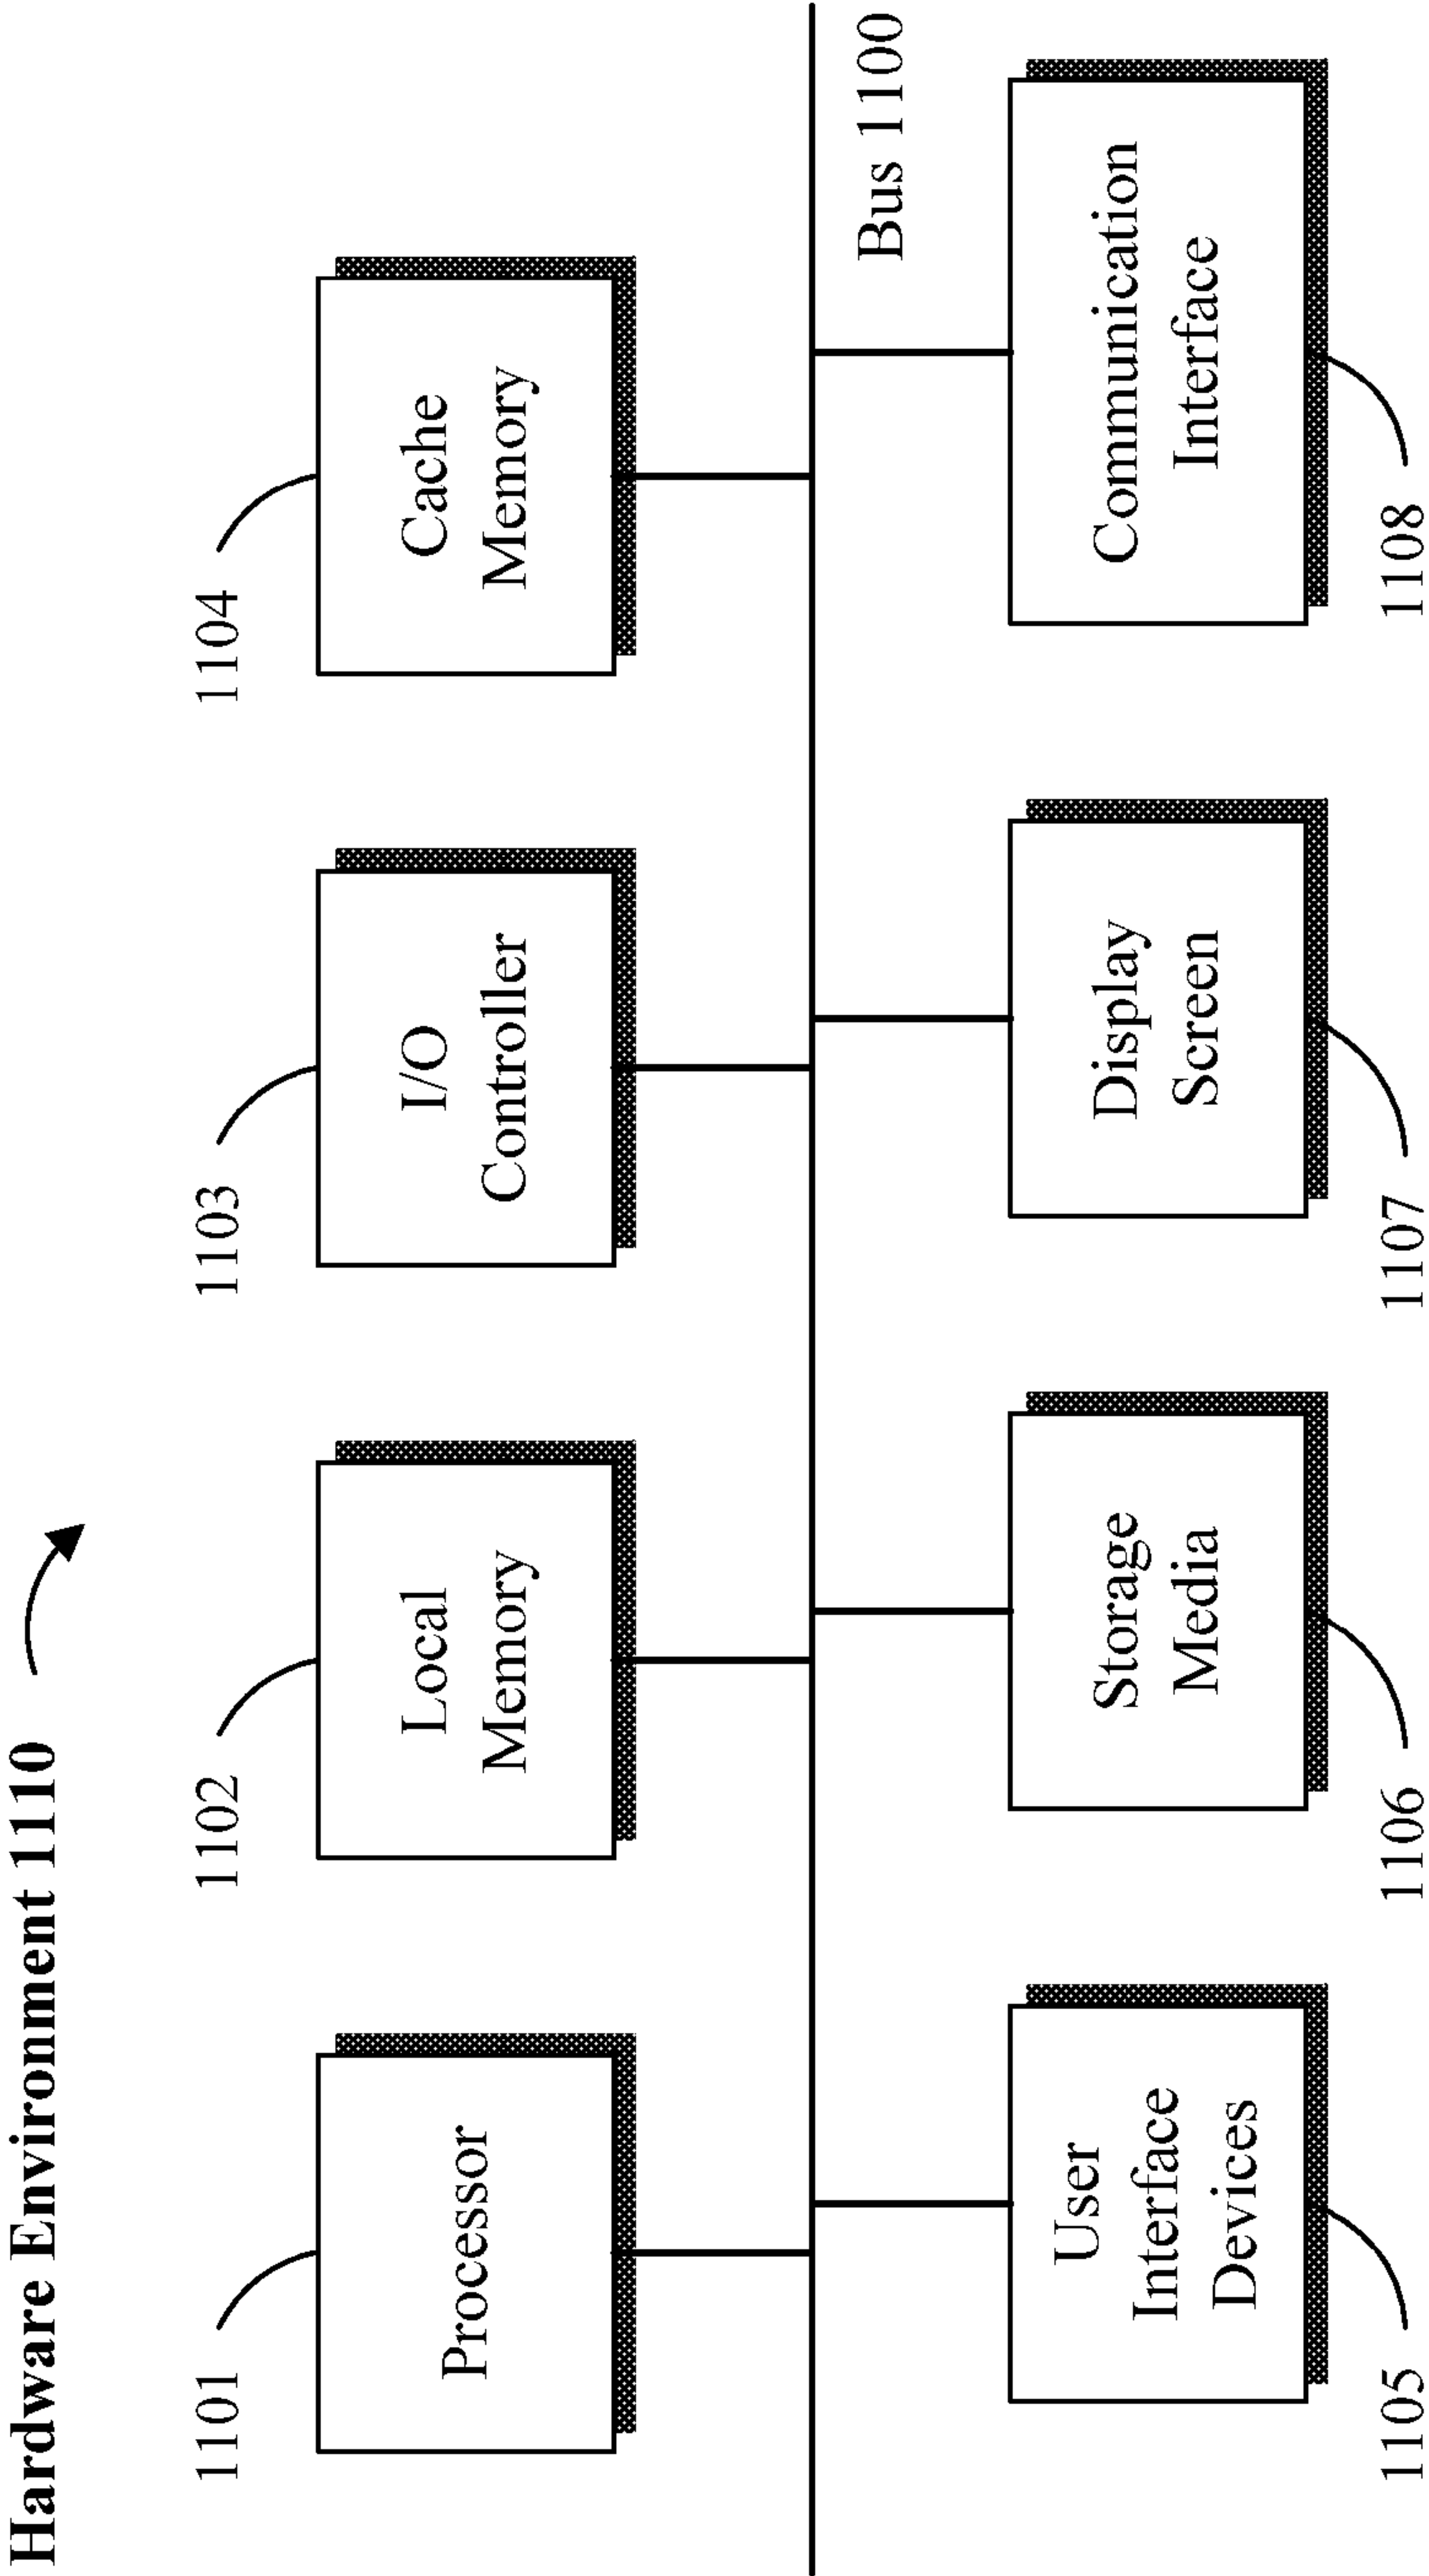 Hardware Environment 1110
1101
1102
1103
1104
Processor
Local
Memory
I/O
Controller
Cache
Memory
Bus 1100
User
Interface
Devices
Storage
Media
Display
Screen
Communication
Interface
1105
1106
1107
1108